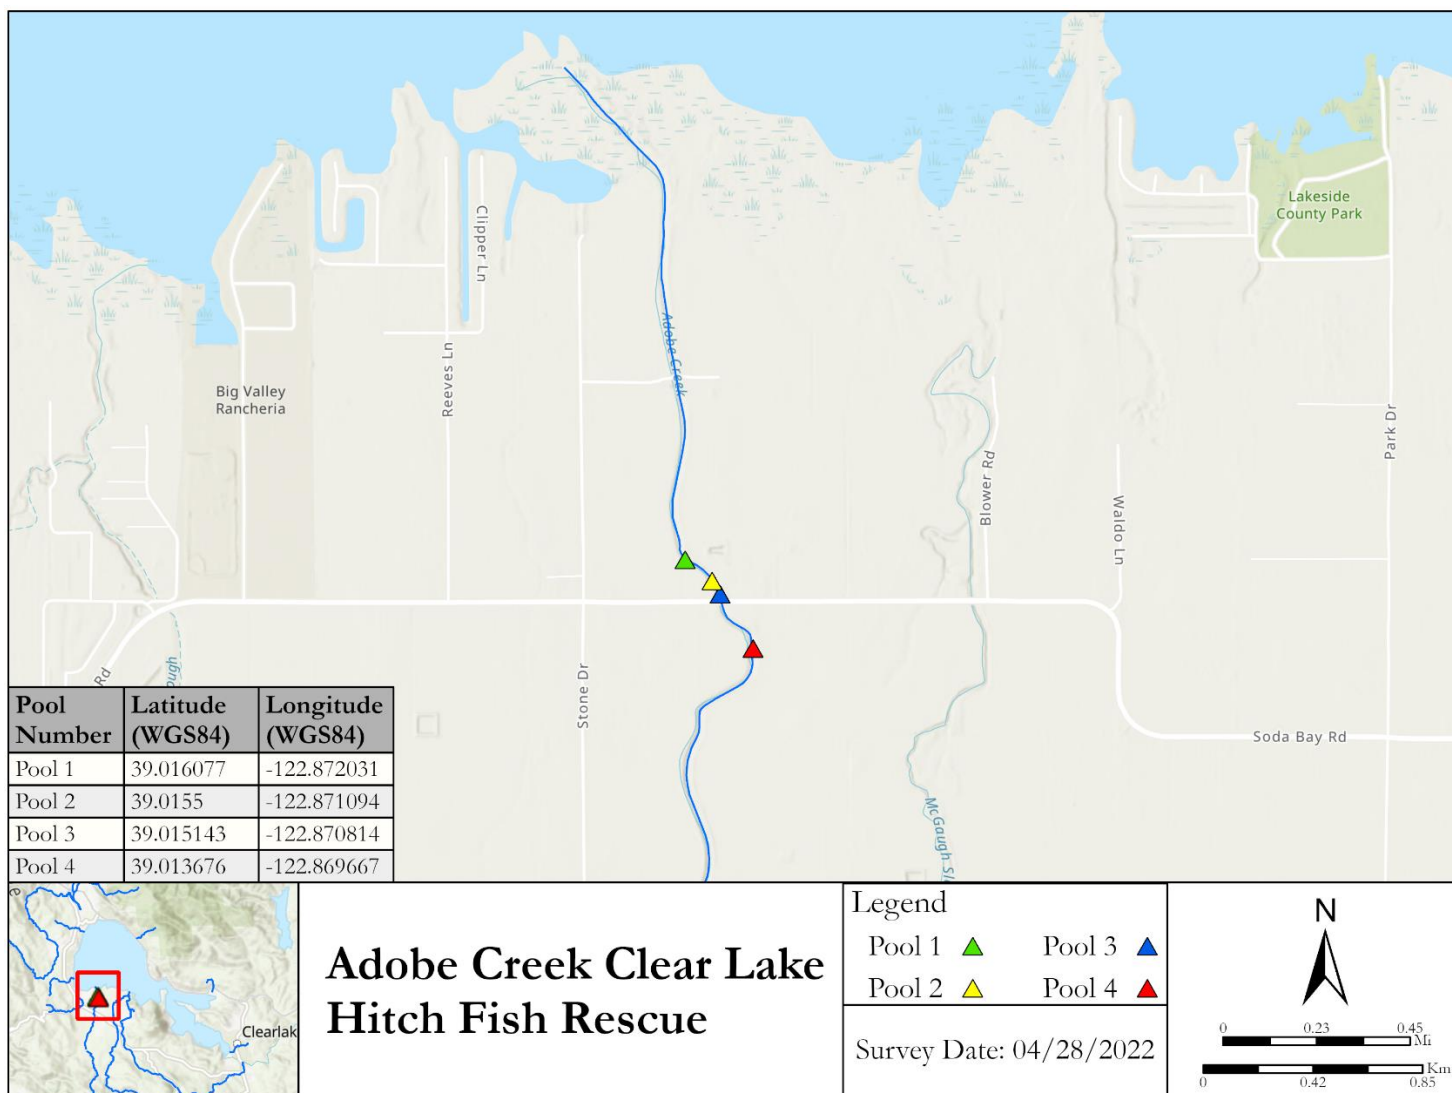 Lakeside
County Park
Clipper Ln
Adobe Creek
Reeves Ln
Big Valley
Rancheria
Park Dr
Blower Rd
Waldo Ln
Stone Dr
Rd
ough
Soda Bay Rd
McGaugh Sl
Pool Number Latitude (WGS84) Longitude (WGS84)
Pool 1 39.016077 -122.872031
Pool 2 39.0155 -122.871094
Pool 3 39.015143 -122.870814
Pool 4 39.013676 -122.869667
e
Clearlak
Adobe Creek Clear Lake
Hitch Fish Rescue
Legend
Pool 1 Pool 3
Pool 2 Pool 4
Survey Date: 04/28/2022
N
0 0.23 0.45
Mi
Km
0 0.42 0.85